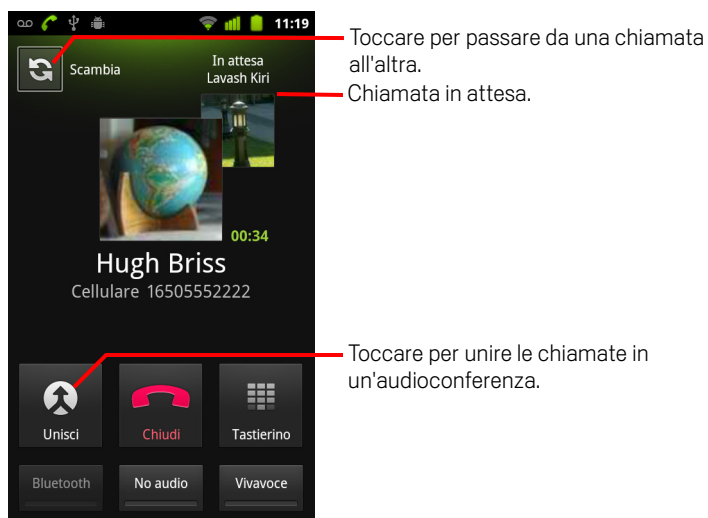 11:19
Scambia
In attesa
Lavash Kiri
Toccare per passare da una chiamata
all'altra.
Chiamata in attesa.
00:34
Hugh Briss
Cellulare 16505552222
Toccare per unire le chiamate in
un'audioconferenza.
Unisci
Chiudi
Tastierino
Bluetooth
No audio
Vivavoce